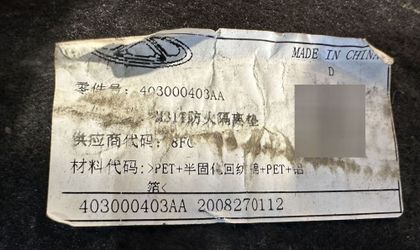 MADE IN CHINA
D
零件号: 403000403AA
M31T防火隔离垫
供应商代码: 8FC
材料代码: >PET+半固化回纺棉+PET+铝
箔<
403000403AA 2008270112